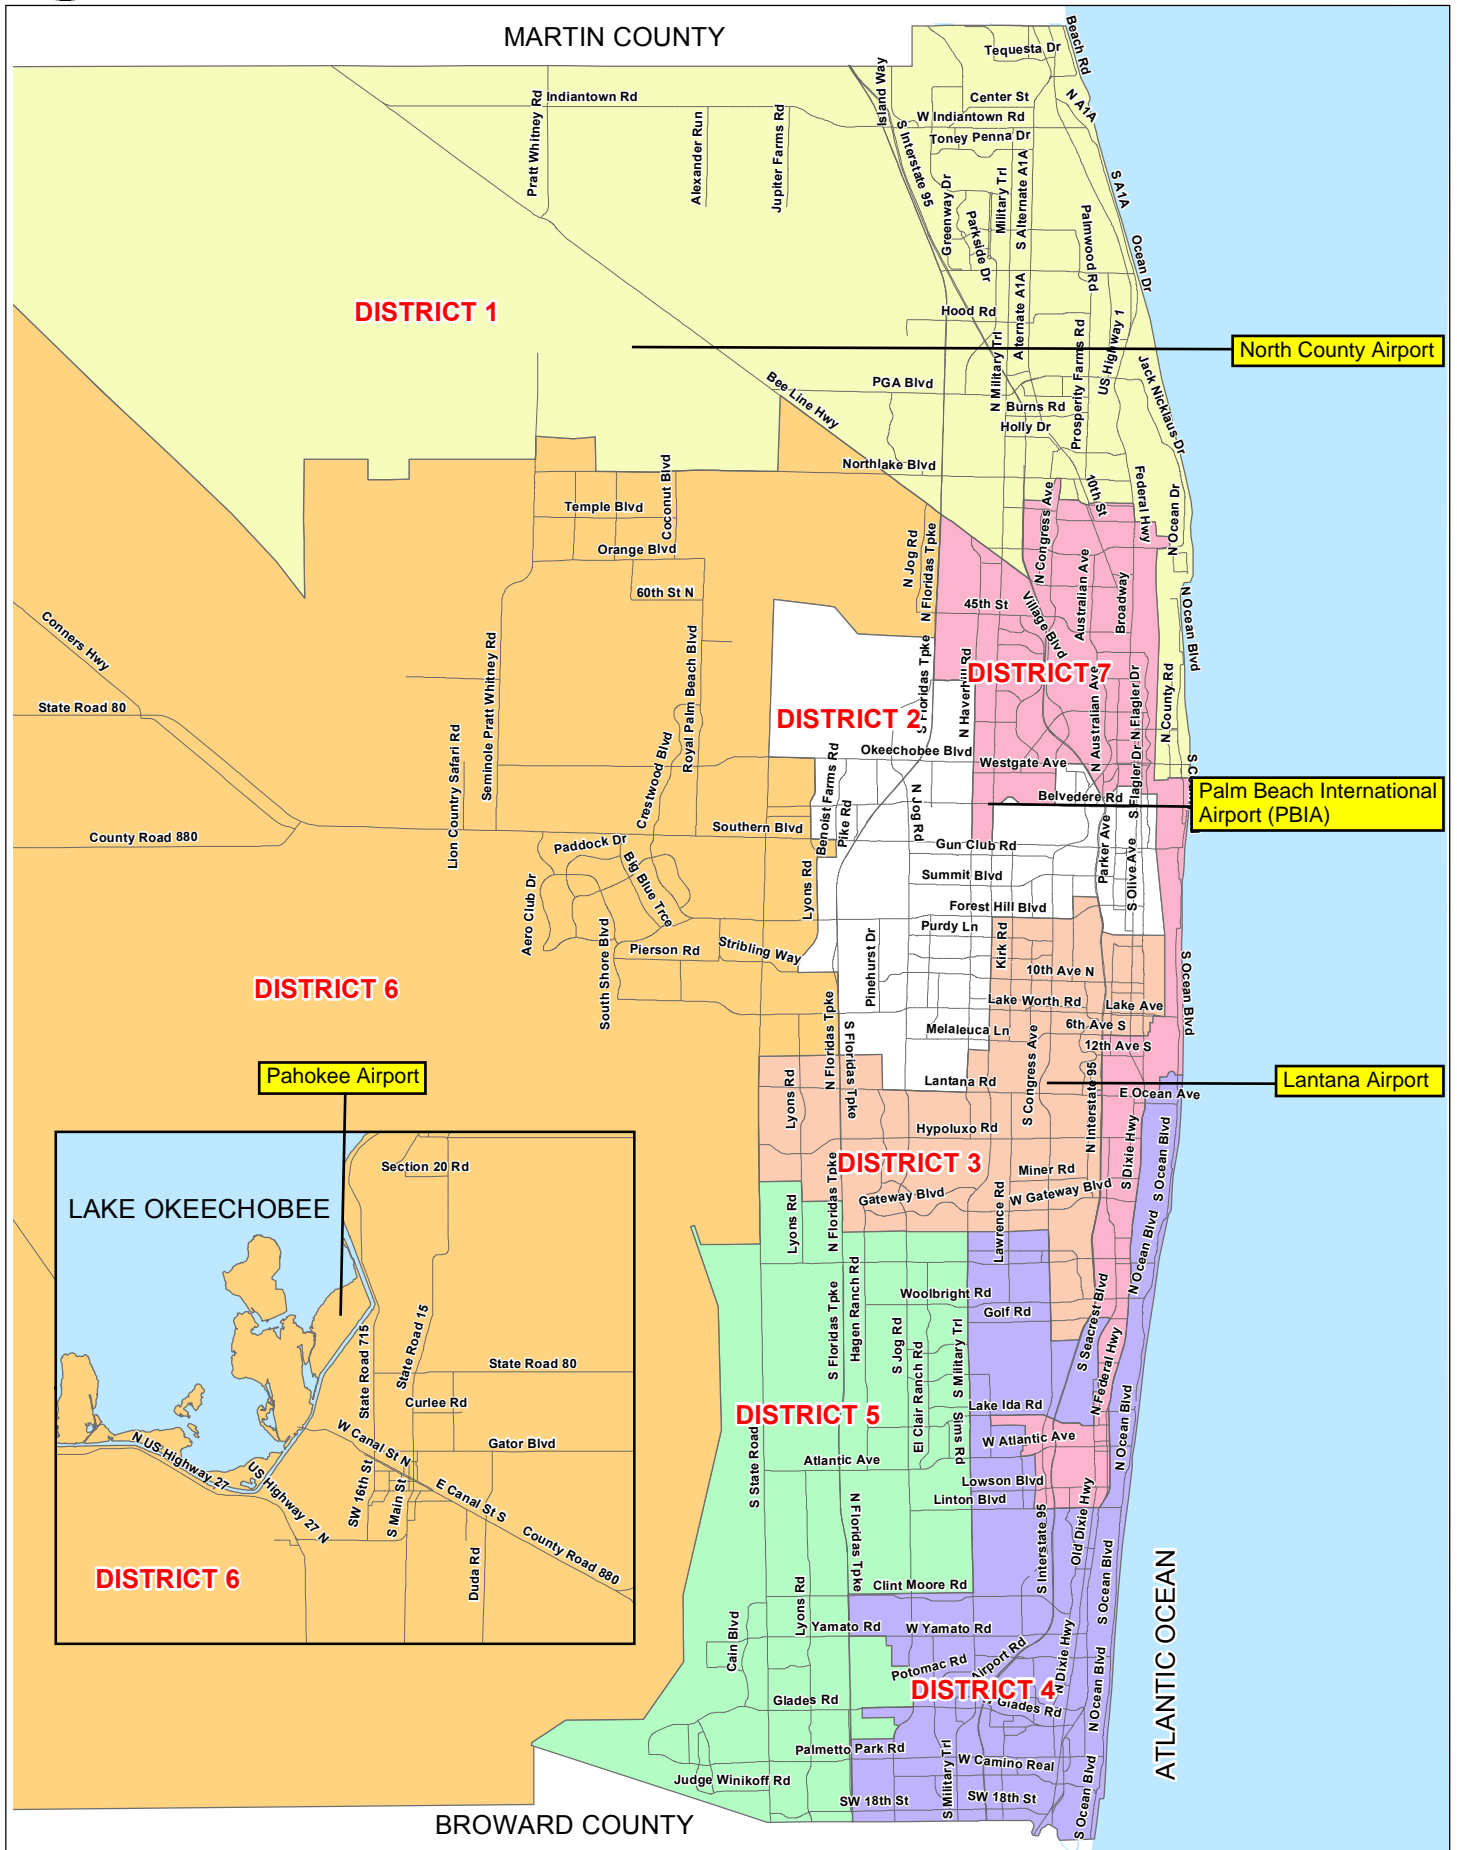 MARTIN COUNTY
Tequesta Dr
Beach Rd
Island Way
Pratt Whitney Rd
Indiantown Rd
Center St
N A1A
Alexander Run
Jupiter Farms Rd
W Indiantown Rd
S Interstate 95
Toney Penna Dr
Military Trl
S Alternate A1A
S A1A
Greenway Dr
Parkside Dr
Palmwood Rd
Ocean Dr
DISTRICT 1
Hood Rd
Alternate A1A
N Military Trl
Prosperity Farms Rd
US Highway 1
North County Airport
Jack Nicklaus Dr
Bee Line Hwy
PGA Blvd
Burns Rd
Holly Dr
Northlake Blvd
Coconut Blvd
Temple Blvd
Orange Blvd
60th St N
N Jog Rd
N Floridas Tpke
N Congress Ave
10th St
Federal Hwy
N Ocean Dr
45th St
Village Blvd
Australian Ave
Broadway
N Ocean Blvd
Conners Hwy
State Road 80
Seminole Pratt Whitney Rd
Royal Palm Beach Blvd
S Floridas Tpke
N Haverhill Rd
DISTRICT 7
DISTRICT 2
N Australian Ave
N Flagler Dr
N County Rd
Lion Country Safari Rd
Crestwood Blvd
Okeechobee Blvd
Westgate Ave
Benoist Farms Rd
Pike Rd
N Jog Rd
Belvedere Rd
S Flagler Dr
Palm Beach International
Airport (PBIA)
County Road 880
Southern Blvd
Paddock Dr
Big Blue Trce
Gun Club Rd
Parker Ave
S Olive Ave
Summit Blvd
Lyons Rd
Aero Club Dr
South Shore Blvd
Forest Hill Blvd
Purdy Ln
Kirk Rd
Pierson Rd
Stribling Way
Pinehurst Dr
10th Ave N
S Ocean Blvd
DISTRICT 6
N Floridas Tpke
S Floridas Tpke
Lake Worth Rd
Lake Ave
Melaleuca Ln
6th Ave S
12th Ave S
S Congress Ave
N Interstate 95
Pahokee Airport
Lyons Rd
Lantana Rd
Lantana Airport
E Ocean Ave
Hypoluxo Rd
S Dixie Hwy
S Ocean Blvd
Section 20 Rd
LAKE OKEECHOBEE
DISTRICT 3
Miner Rd
Gateway Blvd
W Gateway Blvd
Lawrence Rd
Lyons Rd
N Floridas Tpke
N Ocean Blvd
Hagen Ranch Rd
S Floridas Tpke
Woolbright Rd
Golf Rd
S Seacrest Blvd
State Road 715
State Road 15
State Road 80
Curlee Rd
S Jog Rd
El Clair Ranch Rd
S Military Trl
N Federal Hwy
N Ocean Blvd
Lake Ida Rd
DISTRICT 5
Sims Rd
W Atlantic Ave
W Canal St N
Gator Blvd
N US Highway 27
US Highway 27 N
SW 16th St
S Main St
E Canal St S
S State Road
Atlantic Ave
Lowson Blvd
Linton Blvd
N Floridas Tpke
S Interstate 95
Old Dixie Hwy
County Road 880
Duda Rd
DISTRICT 6
Clint Moore Rd
S Ocean Blvd
ATLANTIC OCEAN
Lyons Rd
Cain Blvd
Yamato Rd
W Yamato Rd
Potomac Rd
Airport Rd
N Dixie Hwy
N Ocean Blvd
DISTRICT 4
Glades Rd
Glades Rd
Palmetto Park Rd
S Military Trl
W Camino Real
Judge Winikoff Rd
SW 18th St
SW 18th St
S Ocean Blvd
BROWARD COUNTY